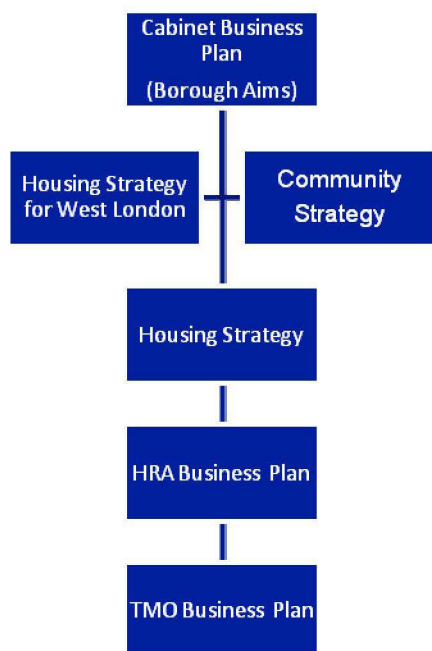 Cabinet Business
Plan
(Borough Aims)
Housing Strategy
for West London
Community
Strategy
Housing Strategy
HRA Business Plan
TMO Business Plan